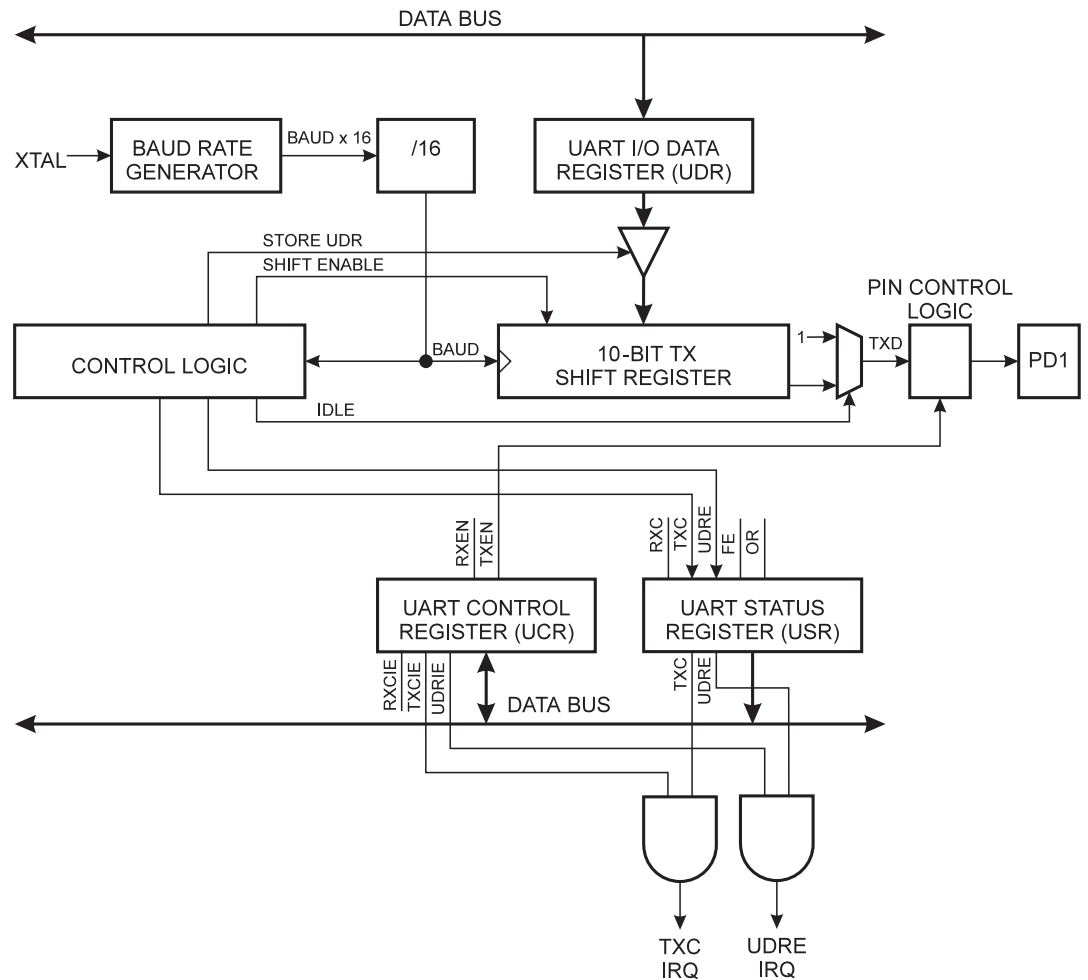 DATA BUS
XTAL
BAUD RATE
GENERATOR
BAUD x 16
/16
UART I/O DATA
REGISTER (UDR)
STORE UDR
SHIFT ENABLE
PIN CONTROL
LOGIC
CONTROL LOGIC
BAUD
10-BIT TX
SHIFT REGISTER
1
TXD
PD1
IDLE
RXEN
TXEN
RXC
TXC
UDRE
FE
OR
UART CONTROL
REGISTER (UCR)
UART STATUS
REGISTER (USR)
RXCIE
TXCIE
UDRIE
TXC
UDRE
DATA BUS
TXC
IRQ
UDRE
IRQ